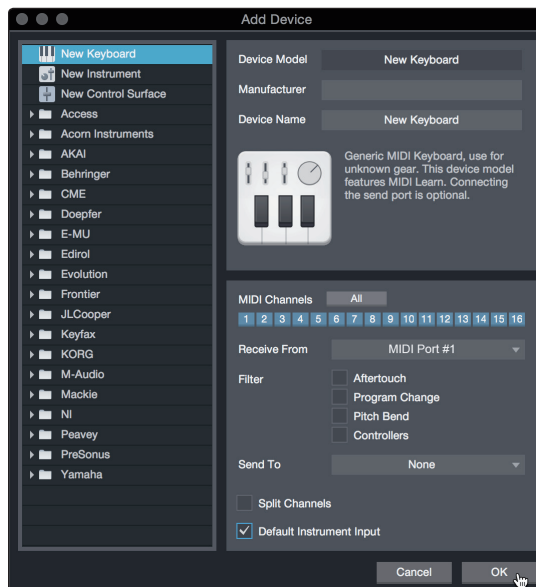 Add Device
New Keyboard
New Instrument
New Control Surface
Access
Acorn Instruments
AKAI
Behringer
CME
Doepfer
E-MU
Edirol
Evolution
Frontier
JLCooper
Keyfax
KORG
M-Audio
Mackie
NI
Peavey
PreSonus
Yamaha
Device Model New Keyboard
Manufacturer
Device Name New Keyboard
Generic MIDI Keyboard, use for
unknown gear. This device model
features MIDI Learn. Connecting
the send port is optional.
MIDI Channels All
1 2 3 4 5 6 7 8 9 10 11 12 13 14 15 16
Receive From MIDI Port #1
Filter Aftertouch
Program Change
Pitch Bend
Controllers
Send To None
Split Channels
Default Instrument Input
Cancel OK